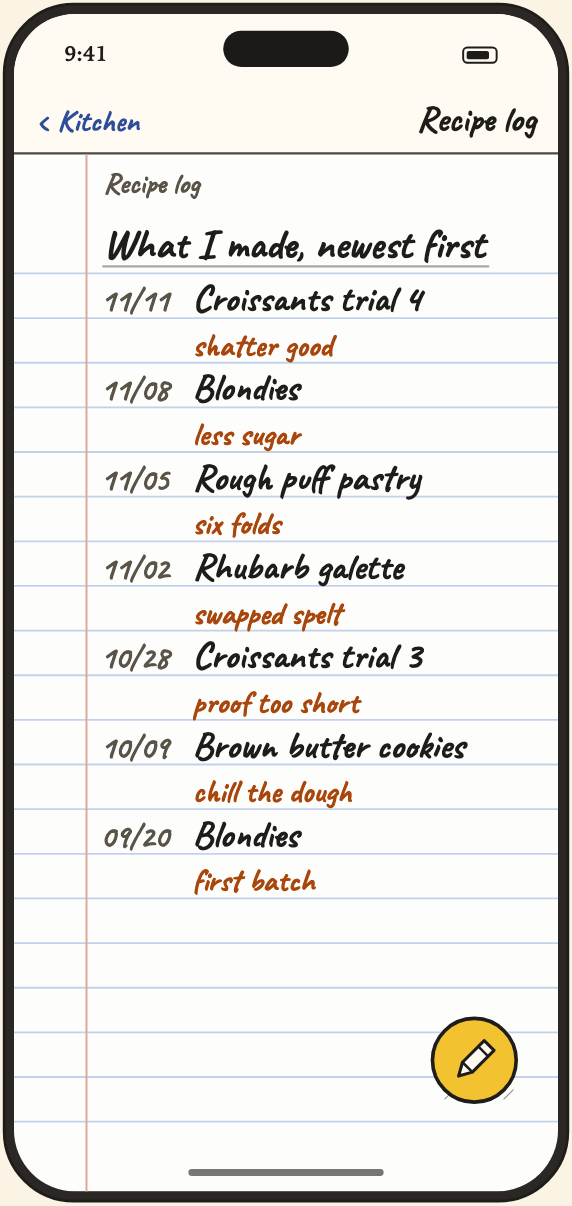 9:41
‹ Kitchen Recipe log
Recipe log
What I made, newest first
11/11 Croissants trial 4
shatter good
11/08 Blondies
less sugar
11/05 Rough puff pastry
six folds
11/02 Rhubarb galette
swapped spelt
10/28 Croissants trial 3
proof too short
10/09 Brown butter cookies
chill the dough
09/20 Blondies
first batch